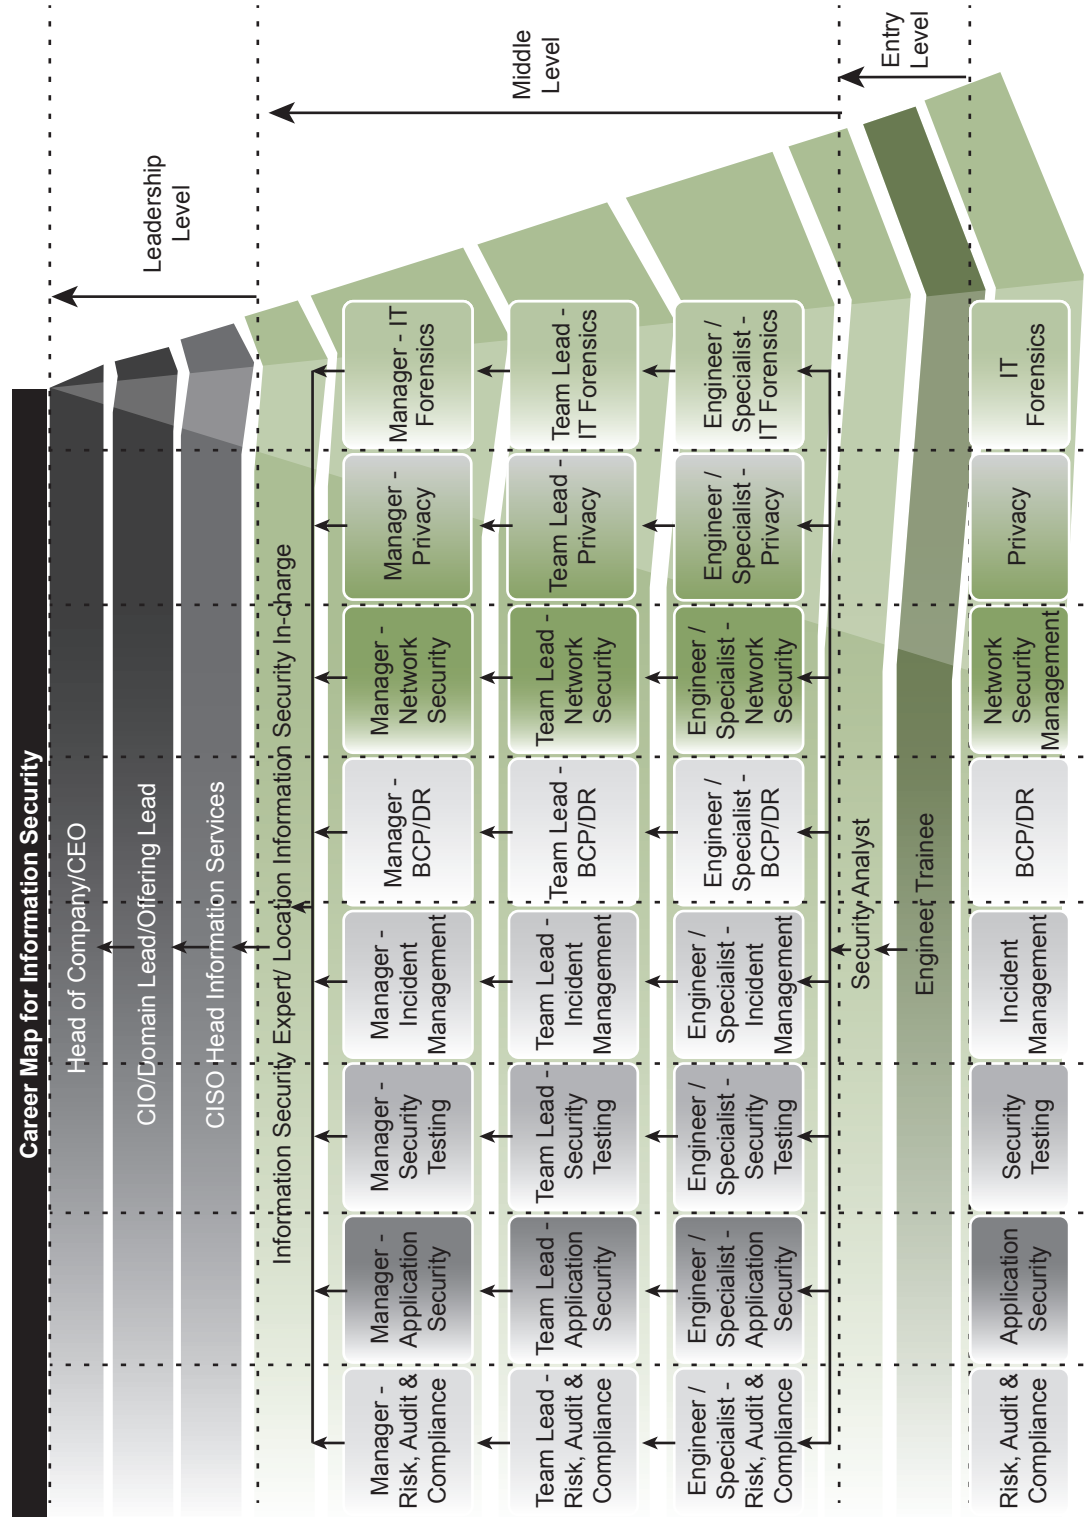 Career Map for Information Security
Head of Company/CEO
CIO/Domain Lead/Offering Lead
CISO Head Information Services
Leadership
Level
Information Security Expert/ Location Information Security In-charge
Manager -
Risk, Audit &
Compliance
Manager -
Application
Security
Manager -
Security
Testing
Manager -
Incident
Management
Manager -
BCP/DR
Manager -
Network
Security
Manager -
Privacy
Manager - IT
Forensics
Middle
Level
Team Lead -
Risk, Audit &
Compliance
Team Lead -
Application
Security
Team Lead -
Security
Testing
Team Lead -
Incident
Management
Team Lead -
BCP/DR
Team Lead -
Network
Security
Team Lead -
Privacy
Team Lead -
IT Forensics
Engineer /
Specialist -
Risk, Audit &
Compliance
Engineer /
Specialist -
Application
Security
Engineer /
Specialist -
Security
Testing
Engineer /
Specialist -
Incident
Management
Engineer /
Specialist -
BCP/DR
Engineer /
Specialist -
Network
Security
Engineer /
Specialist -
Privacy
Engineer /
Specialist -
IT Forensics
Security Analyst
Engineer Trainee
Entry
Level
Risk, Audit &
Compliance
Application
Security
Security
Testing
Incident
Management
BCP/DR
Network
Security
Management
Privacy
IT
Forensics